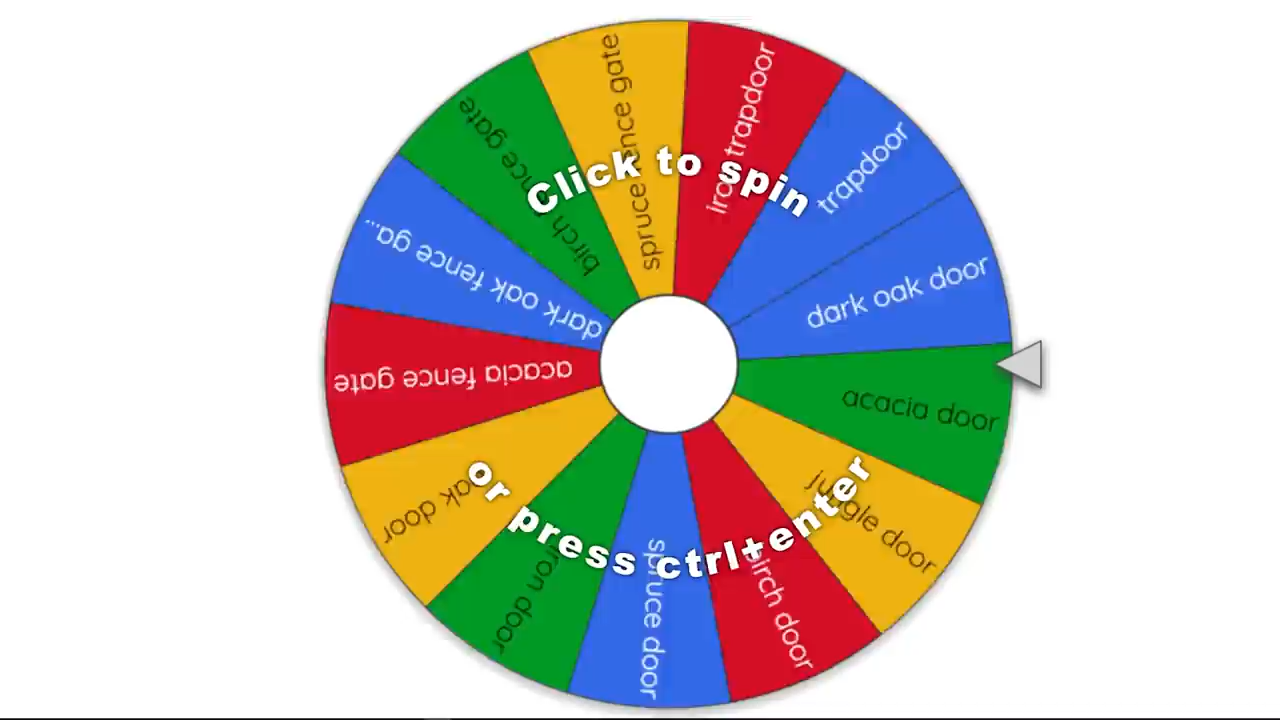 Click to spin
or press ctrl+enter
iron trapdoor
trapdoor
dark oak door
acacia door
jungle door
birch door
spruce door
iron door
oak door
acacia fence gate
dark oak fence ga...
birch fence gate
spruce fence gate